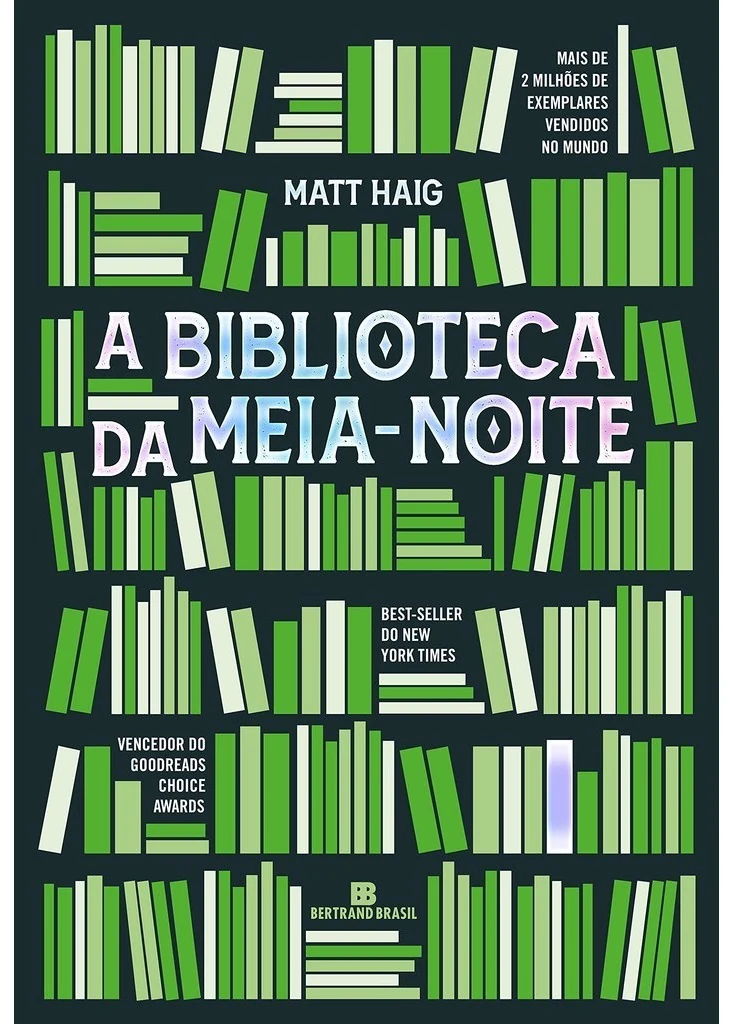 MAIS DE
2 MILHÕES DE
EXEMPLARES
VENDIDOS
NO MUNDO
MATT HAIG
A BIBLIOTECA
DA MEIA-NOITE
BEST-SELLER
DO NEW
YORK TIMES
VENCEDOR DO
GOODREADS
CHOICE
AWARDS
BB
BERTRAND BRASIL